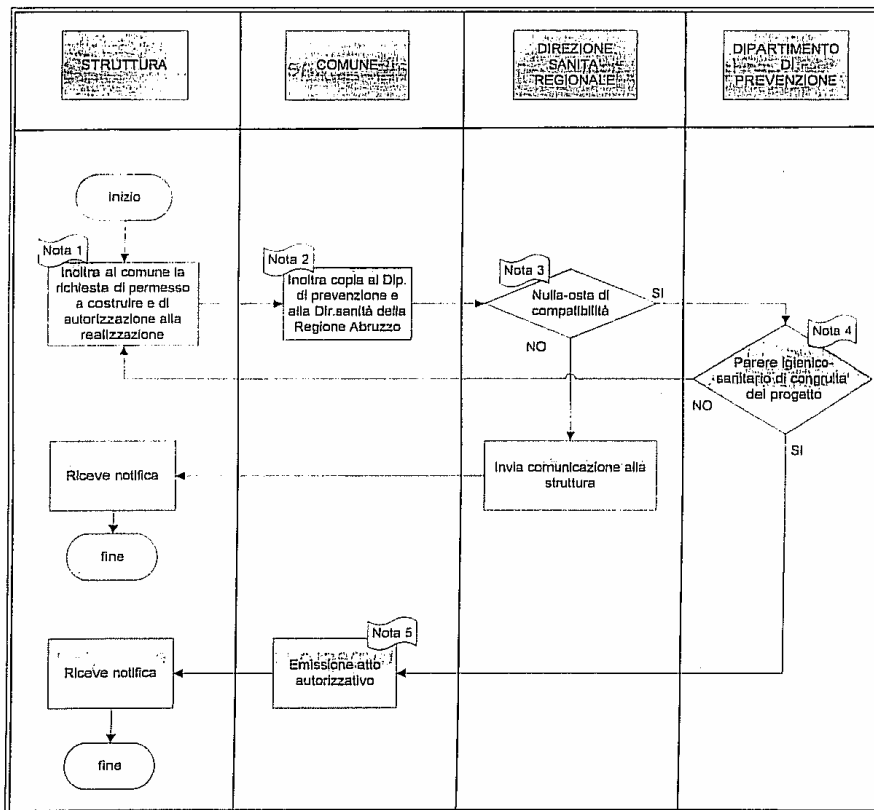 STRUTTURA
COMUNE
DIREZIONE
SANITA
REGIONALE
DIPARTIMENTO
DI
PREVENZIONE
inizio
Nota 1
Inoltra al comune la
richiesta di permesso
a costruire e di
autorizzazione alla
realizzazione
Nota 2
Inoltra copia al Dip.
di prevenzione e
alla Dir.sanità della
Regione Abruzzo
Nota 3
Nulla-osta di
compatibilità
SI
NO
Nota 4
Parere igienico-
sanitario di congruita'
del progetto
NO
SI
Invia comunicazione alla
struttura
Riceve notifica
fine
Nota 5
Emissione atto
autorizzativo
Riceve notifica
fine